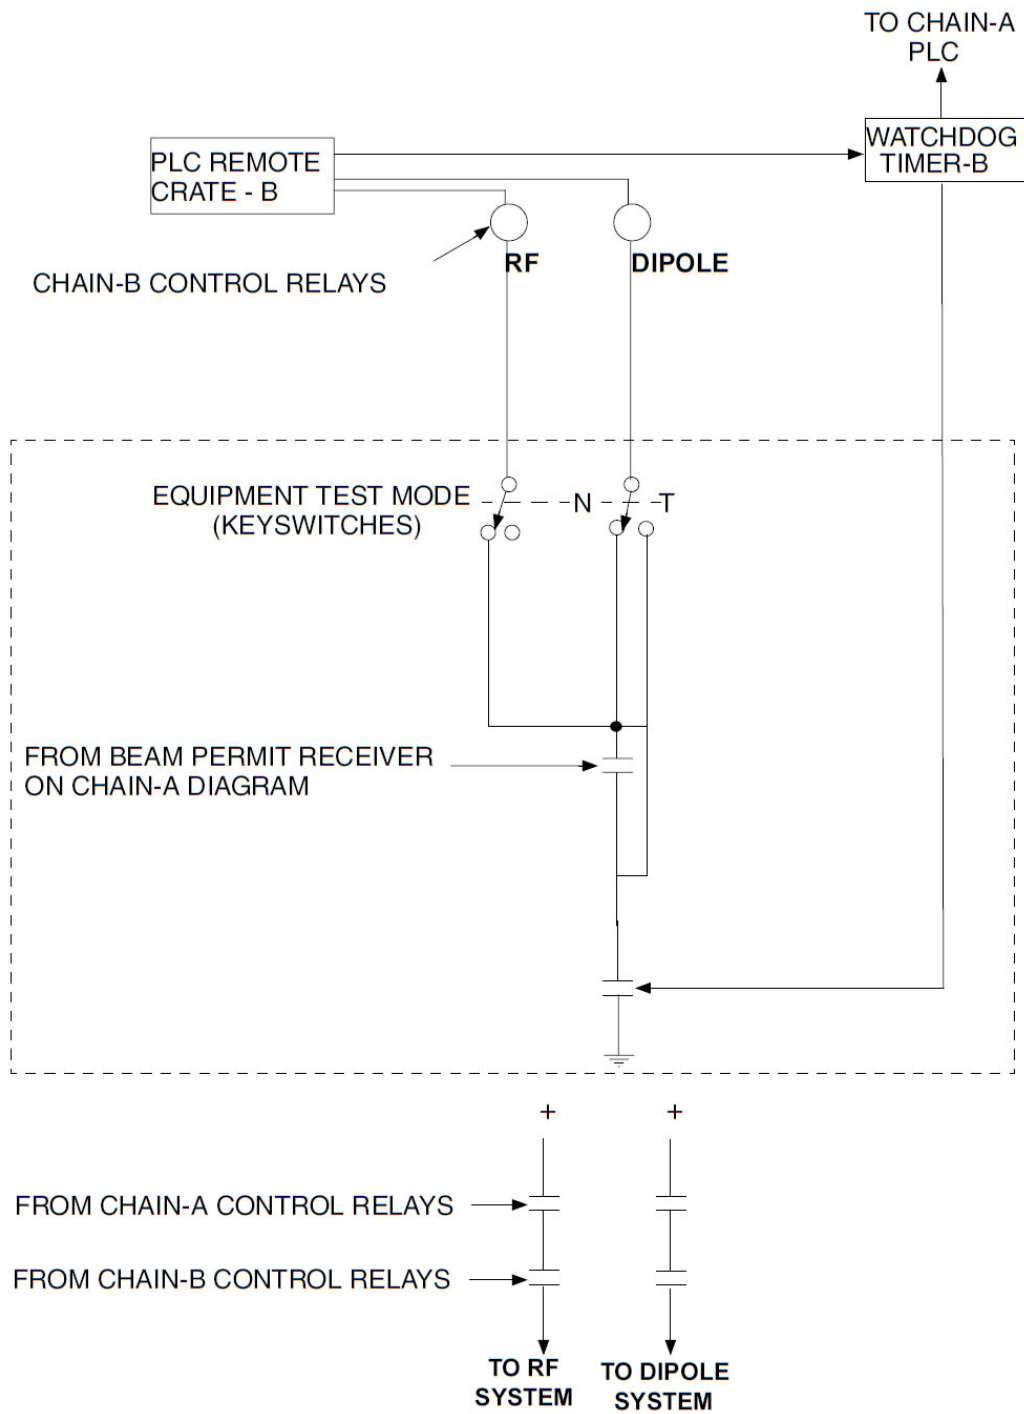 TO CHAIN-A
PLC
WATCHDOG
TIMER-B
PLC REMOTE
CRATE - B
RF
DIPOLE
CHAIN-B CONTROL RELAYS
EQUIPMENT TEST MODE
(KEYSWITCHES)
N
T
FROM BEAM PERMIT RECEIVER
ON CHAIN-A DIAGRAM
+
+
FROM CHAIN-A CONTROL RELAYS
FROM CHAIN-B CONTROL RELAYS
TO RF
SYSTEM
TO DIPOLE
SYSTEM